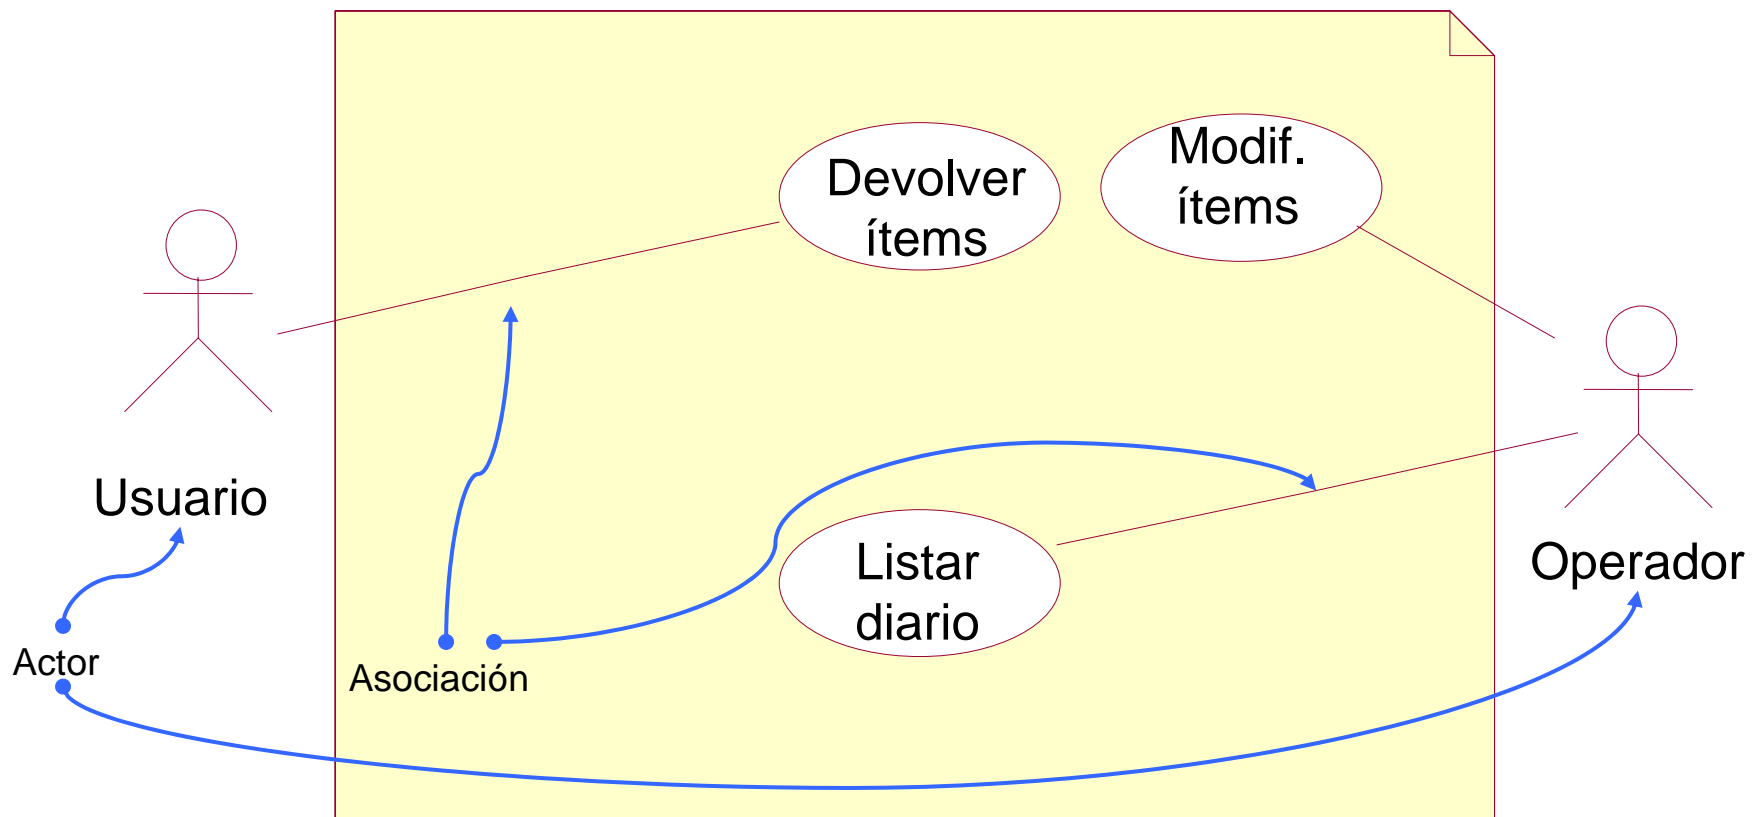 Devolver
ítems
Modif.
ítems
Usuario
Operador
Listar
diario
Actor
Asociación